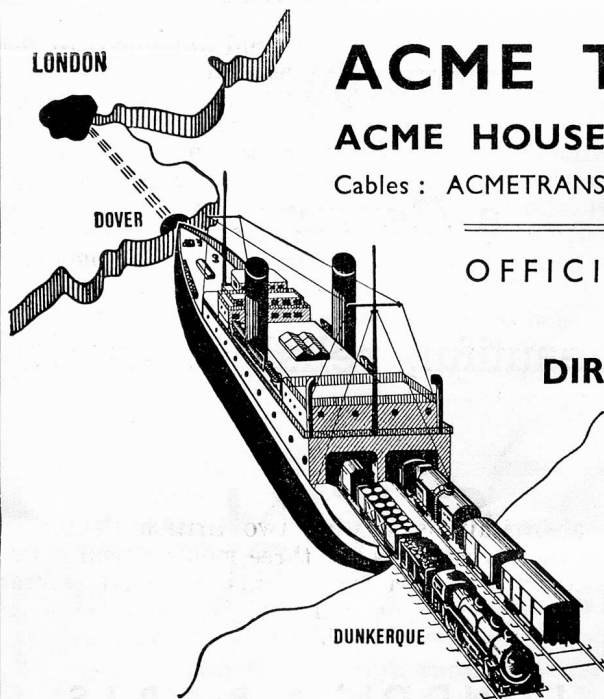 LONDON
ACME T
ACME HOUSE
Cables : ACMETRANS
DOVER
OFFICI
DIR
DUNKERQUE